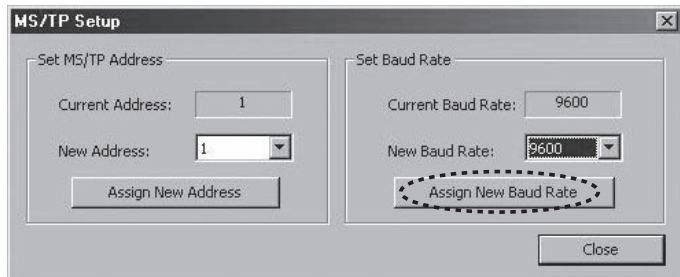 MS/TP Setup
Set MS/TP Address
Current Address: 1
New Address: 1
Assign New Address
Set Baud Rate
Current Baud Rate: 9600
New Baud Rate: 9600
Assign New Baud Rate
Close